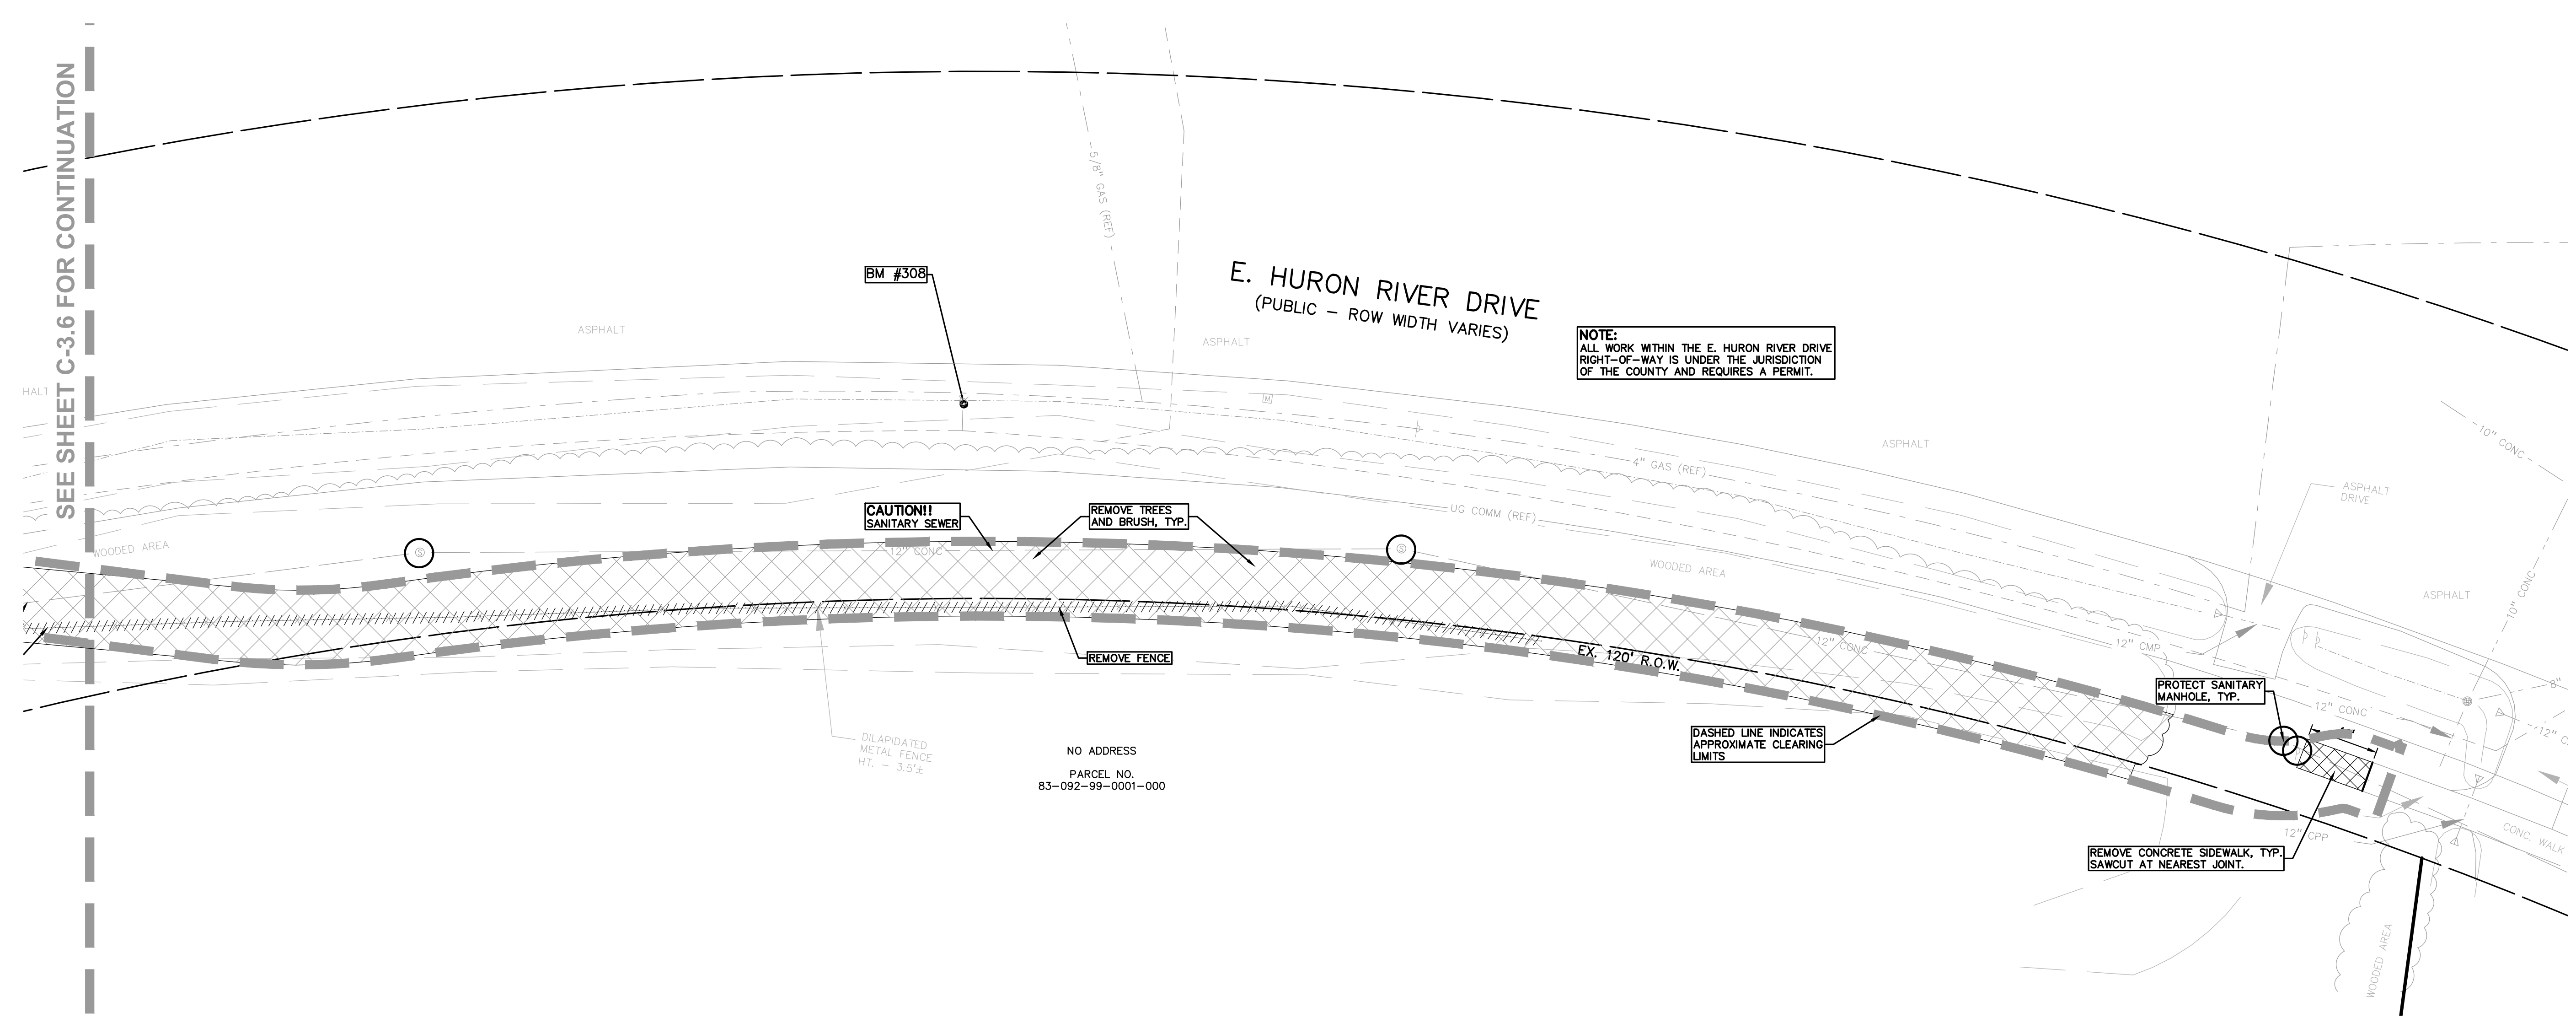 SEE SHEET C-3.6 FOR CONTINUATION
5/8" GAS (REF)
BM #308
E. HURON RIVER DRIVE
(PUBLIC - ROW WIDTH VARIES)
ASPHALT
ASPHALT
NOTE:
ALL WORK WITHIN THE E. HURON RIVER DRIVE
RIGHT-OF-WAY IS UNDER THE JURISDICTION
OF THE COUNTY AND REQUIRES A PERMIT.
HALT
ASPHALT
10" CONC
4" GAS (REF)
ASPHALT
DRIVE
UG COMM (REF)
CAUTION!!
SANITARY SEWER
REMOVE TREES
AND BRUSH, TYP.
WOODED AREA
S
12" CONC
S
WOODED AREA
M
10" CONC
ASPHALT
12" CONC
12" CMP
EX. 120' R.O.W.
REMOVE FENCE
PROTECT SANITARY
MANHOLE, TYP.
8"
12" CONC
12" C
DILAPIDATED
METAL FENCE
HT. - 3.5'±
NO ADDRESS
PARCEL NO.
83-092-99-0001-000
DASHED LINE INDICATES
APPROXIMATE CLEARING
LIMITS
12" CPP
CONC. WALK
REMOVE CONCRETE SIDEWALK, TYP.
SAWCUT AT NEAREST JOINT.
WOODED AREA